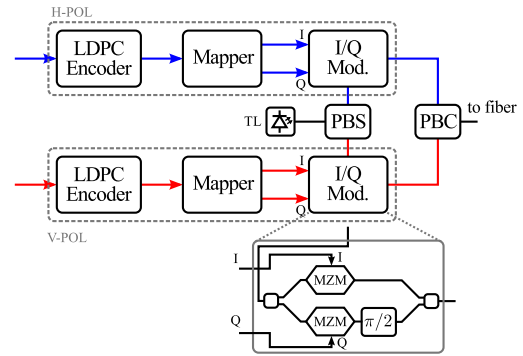 H-POL
LDPC
Encoder
Mapper
I
Q
I/Q
Mod.
TL
PBS
PBC
to fiber
LDPC
Encoder
Mapper
I
Q
I/Q
Mod.
V-POL
I
I
MZM
Q
MZM
π/2
Q